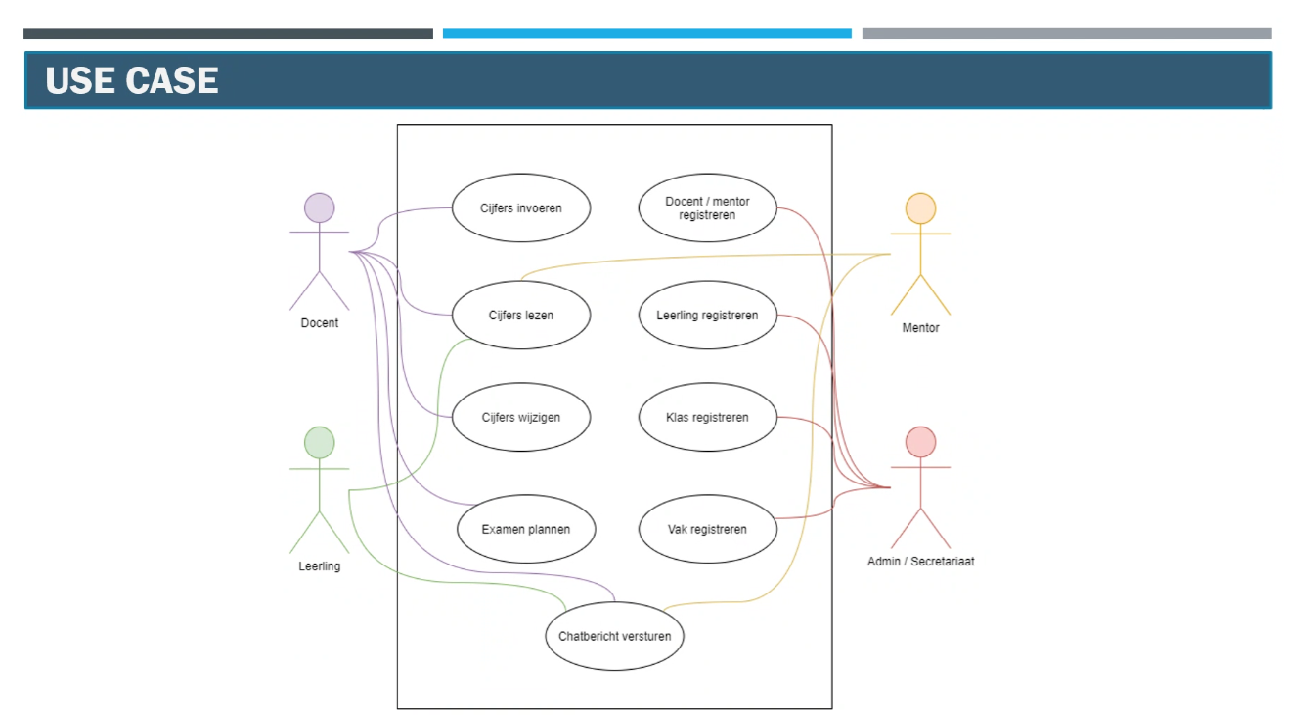 USE CASE
Cijfers invoeren
Docent / mentor
registreren
Docent
Cijfers lezen
Leerling registreren
Mentor
Cijfers wijzigen
Klas registreren
Leerling
Examen plannen
Vak registreren
Admin / Secretariaat
Chatbericht versturen